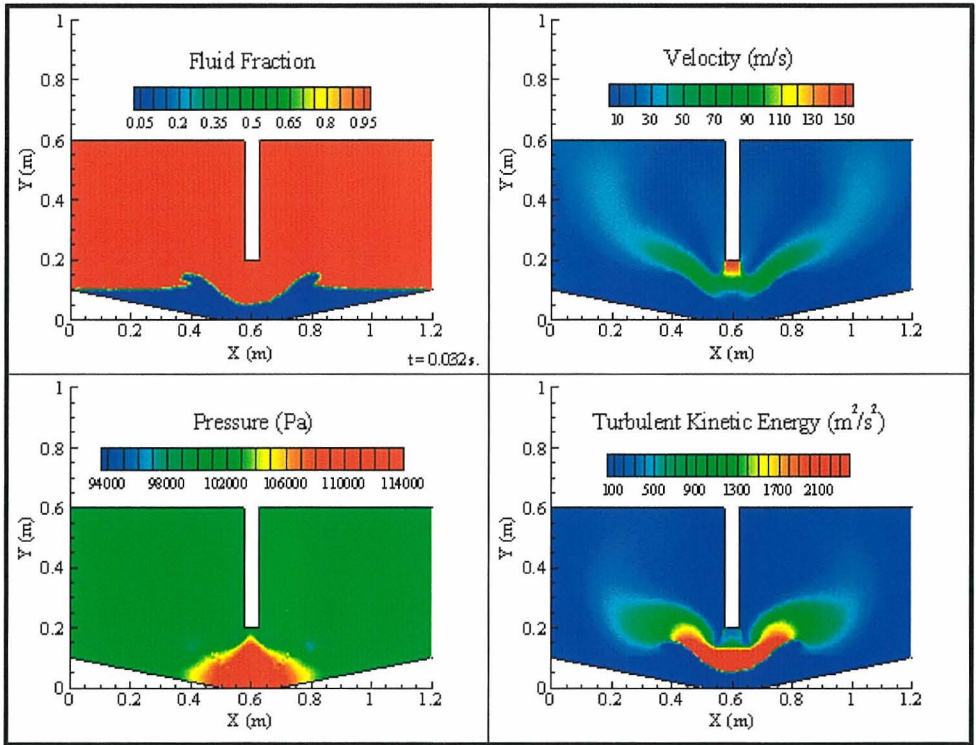 Fluid Fraction
0.05 0.2 0.35 0.5 0.65 0.8 0.95
1
0.8
0.6
0.4
0.2
0
Y (m)
0 0.2 0.4 0.6 0.8 1 1.2
X (m)
t = 0.032s.
Velocity (m/s)
10 30 50 70 90 110 130 150
1
0.8
0.6
0.4
0.2
0
Y (m)
0 0.2 0.4 0.6 0.8 1 1.2
X (m)
Pressure (Pa)
94000 98000 102000 106000 110000 114000
1
0.8
0.6
0.4
0.2
0
Y (m)
0 0.2 0.4 0.6 0.8 1 1.2
X (m)
Turbulent Kinetic Energy (m²/s²)
100 500 900 1300 1700 2100
1
0.8
0.6
0.4
0.2
0
Y (m)
0 0.2 0.4 0.6 0.8 1 1.2
X (m)